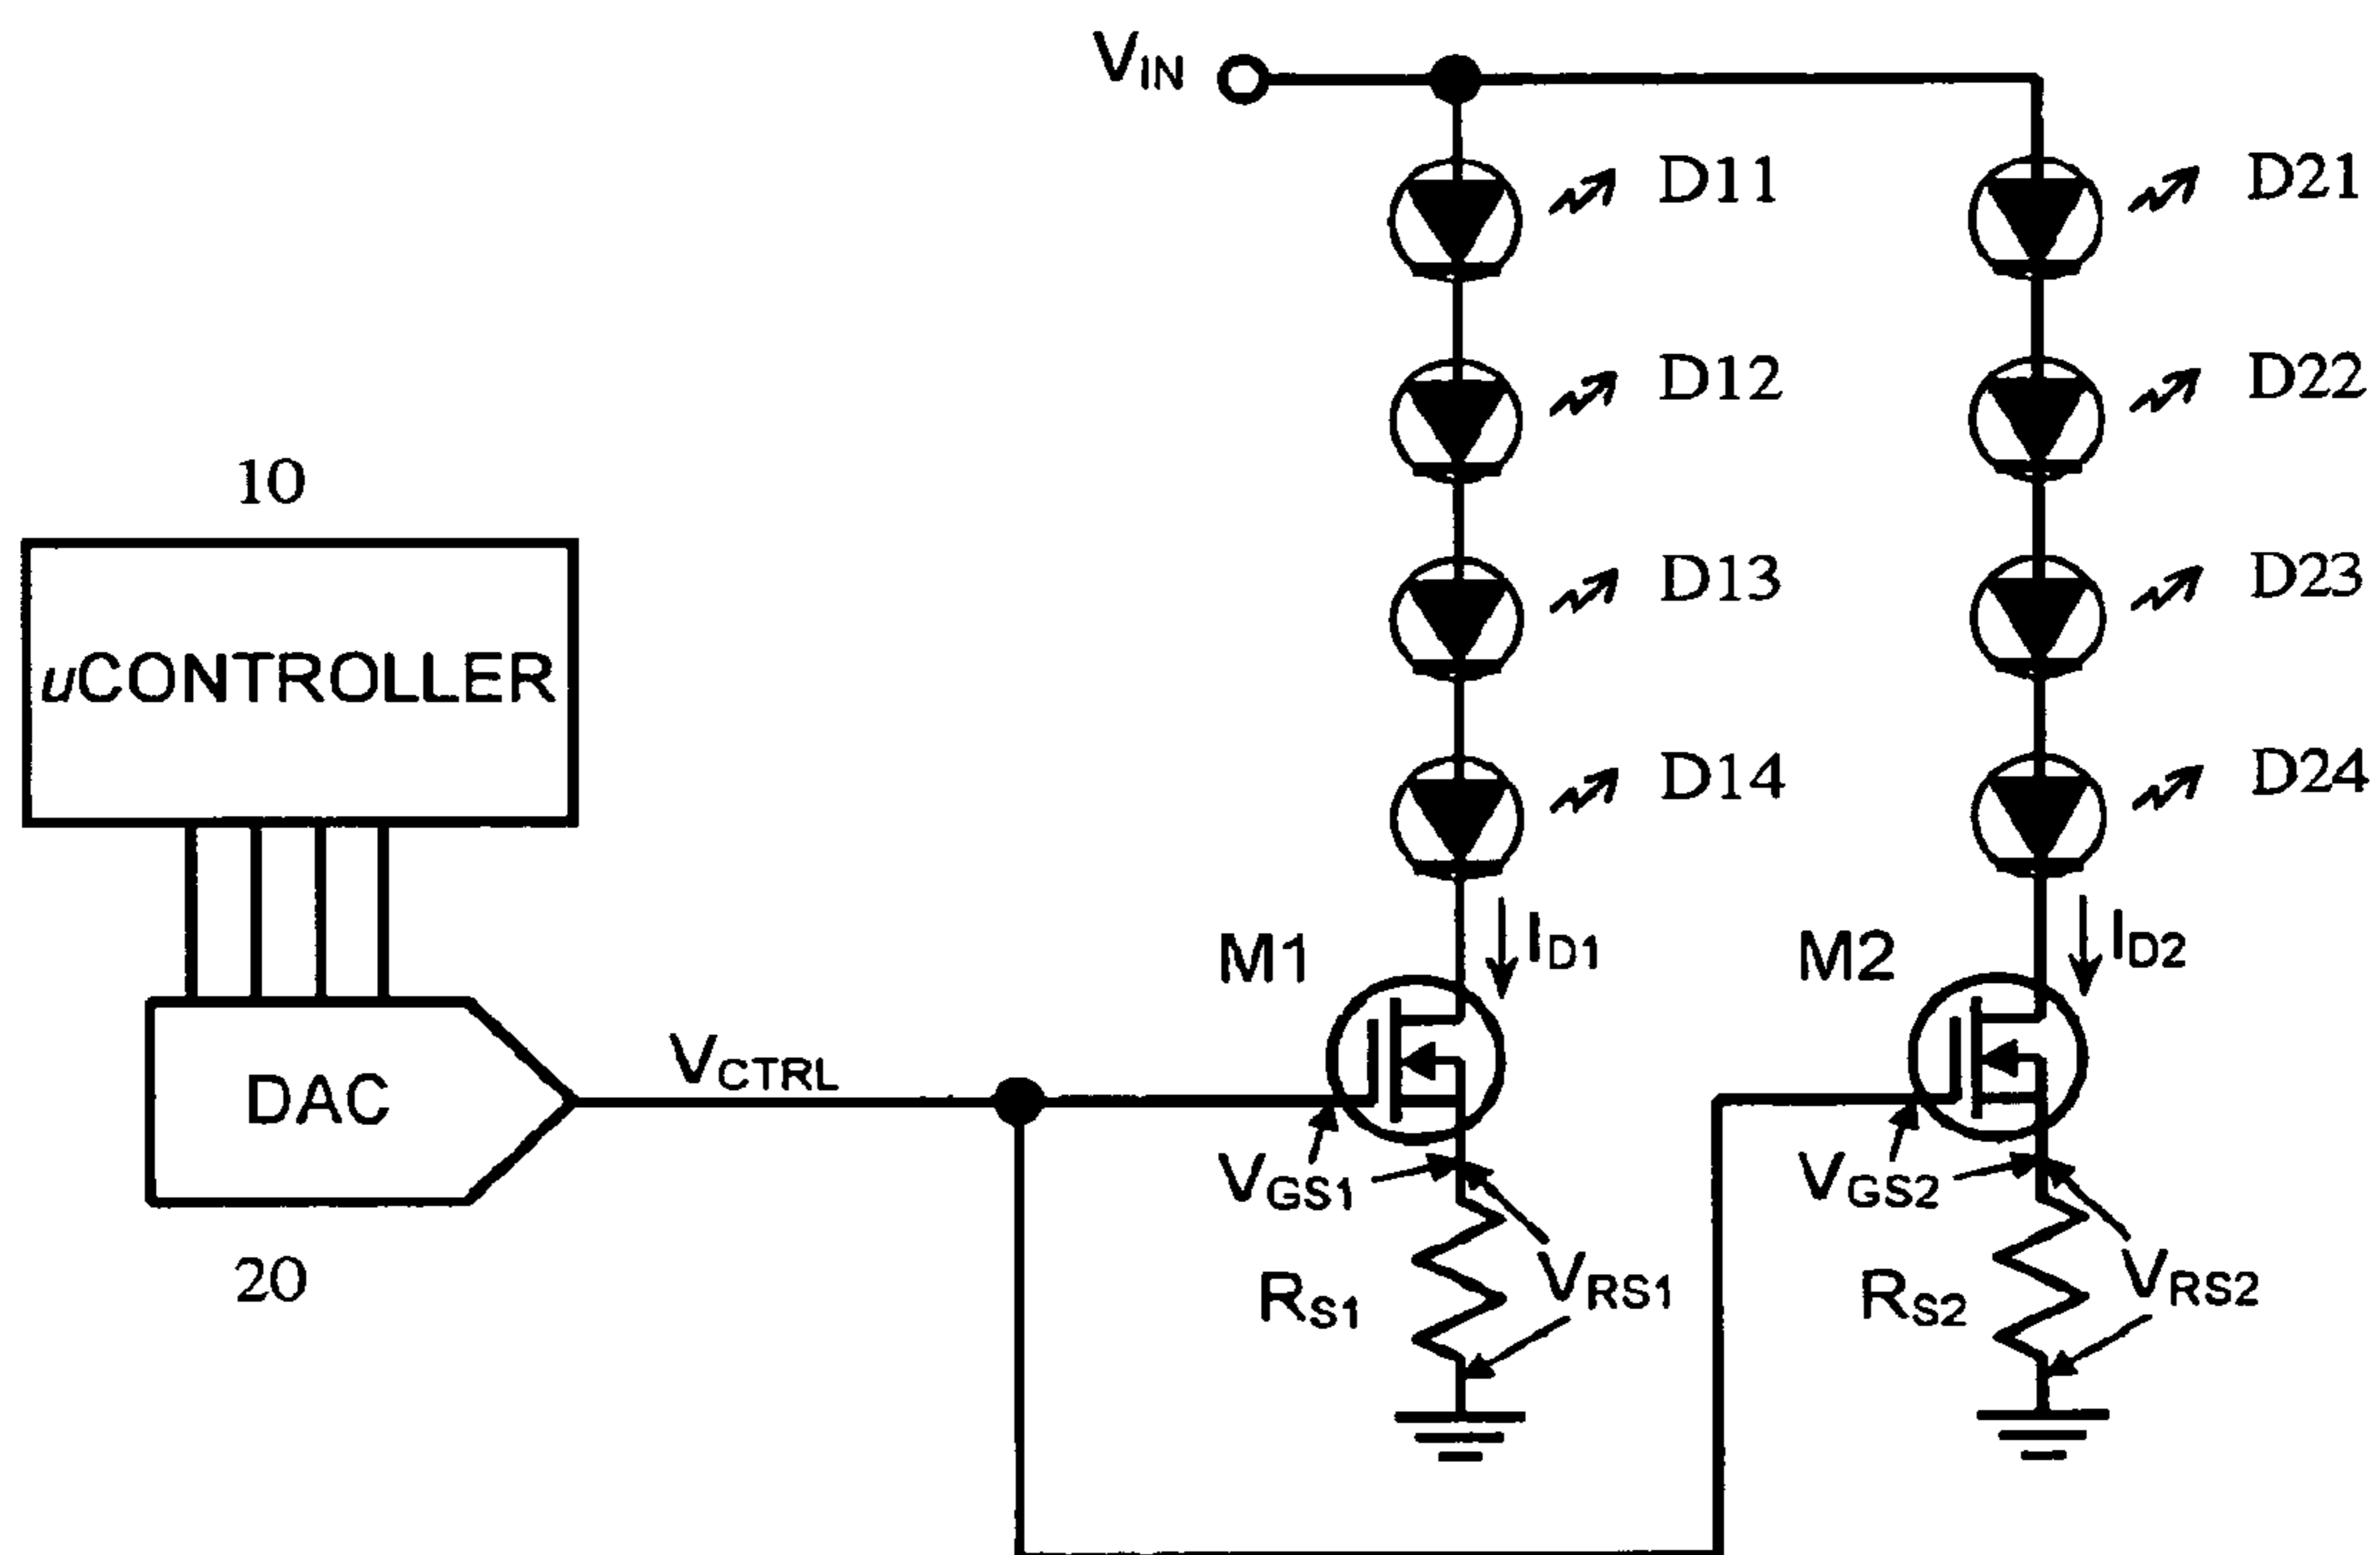 VIN
D11
D21
D12
D22
10
D13
D23
uCONTROLLER
D14
D24
M1
ID1
M2
ID2
VCTRL
DAC
VGS1
VGS2
20
RS1
VRS1
RS2
VRS2